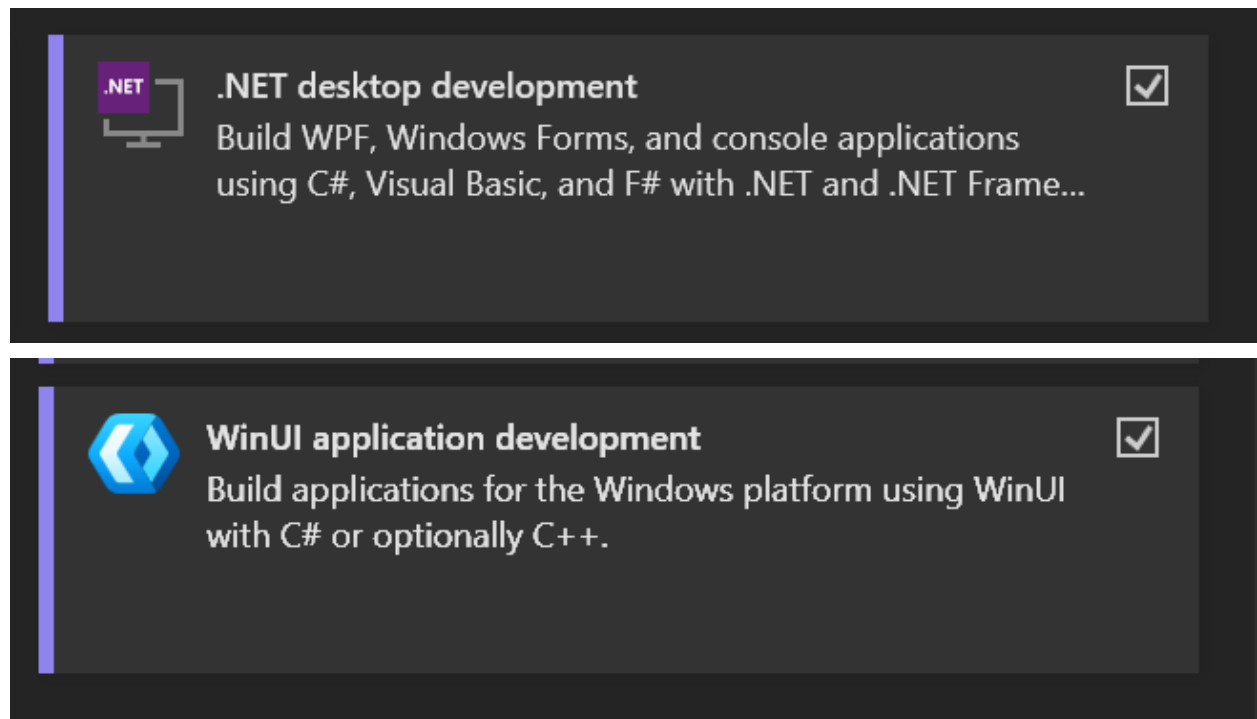 .NET
.NET desktop development
Build WPF, Windows Forms, and console applications
using C#, Visual Basic, and F# with .NET and .NET Frame...
WinUI application development
Build applications for the Windows platform using WinUI
with C# or optionally C++.